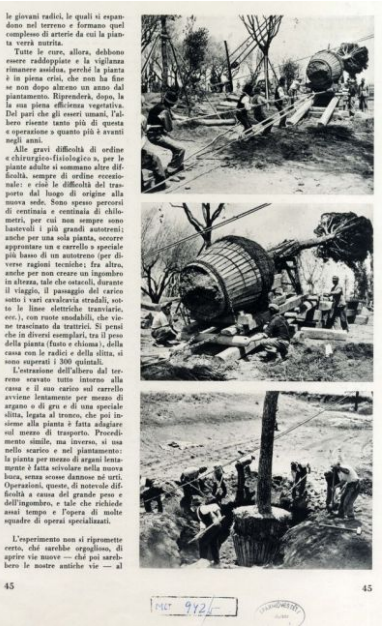 le giovani radici, le quali si espan-
dono nel terreno e formano quel
complesso di arterie da cui la pian-
ta verrà nutrita.
Tutte le cure, allora, debbono
essere raddoppiate e la vigilanza
rimanere assidua, perché la pianta
è in piena crisi, che non ha fine
se non dopo almeno un anno dal
piantamento. Riprenderà, dopo, la
la sua piena efficienza vegetativa.
Del pari che gli esseri umani, l'al-
bero risente tanto più di questa
« operazione » quanto più è avanti
negli anni.
Alle gravi difficoltà di ordine
« chirurgico-fisiologico », per le
piante adulte si sommano altre dif-
ficoltà, sempre di ordine eccezio-
nale: e cioè le difficoltà del tras-
porto dal luogo di origine alla
nuova sede. Sono spesso percorsi
di centinaia e centinaia di chilo-
metri, per cui non sempre sono
bastevoli i più grandi autotreni;
anche per una sola pianta, occorre
approntare un « carrello » speciale
più basso di un autotreno (per di-
verse ragioni tecniche; fra altro,
anche per non creare un ingombro
in altezza, tale che ostacoli, durante
il viaggio, il passaggio del carico
sotto i vari cavalcavia stradali, sot-
to le linee elettriche tranviarie,
ecc.), con ruote snodabili, che vie-
ne trascinato da trattrici. Si pensi
che in diversi esemplari, tra il peso
della pianta (fusto e chioma), della
cassa con le radici e della slitta, si
sono superati i 300 quintali.
L'estrazione dell'albero dal ter-
reno scavato tutto intorno alla
cassa e il suo carico sul carrello
avviene lentamente per mezzo di
argano o di gru e di una speciale
slitta, legata al tronco, che poi in-
sieme alla pianta è fatta adagiare
sul mezzo di trasporto. Procedi-
mento simile, ma inverso, si usa
nello scarico e nel piantamento:
la pianta per mezzo di argani lenta-
mente è fatta scivolare nella nuova
buca, senza scosse dannose né urti.
Operazioni, queste, di notevole dif-
ficoltà a causa del grande peso e
dell'ingombro, e tale che richiede
assai tempo e l'opera di molte
squadre di operai specializzati.
L'esperimento non si ripromette
certo, ché sarebbe orgoglioso, di
aprire vie nuove — ché poi sareb-
bero le nostre antiche vie — al
45
45
942/-